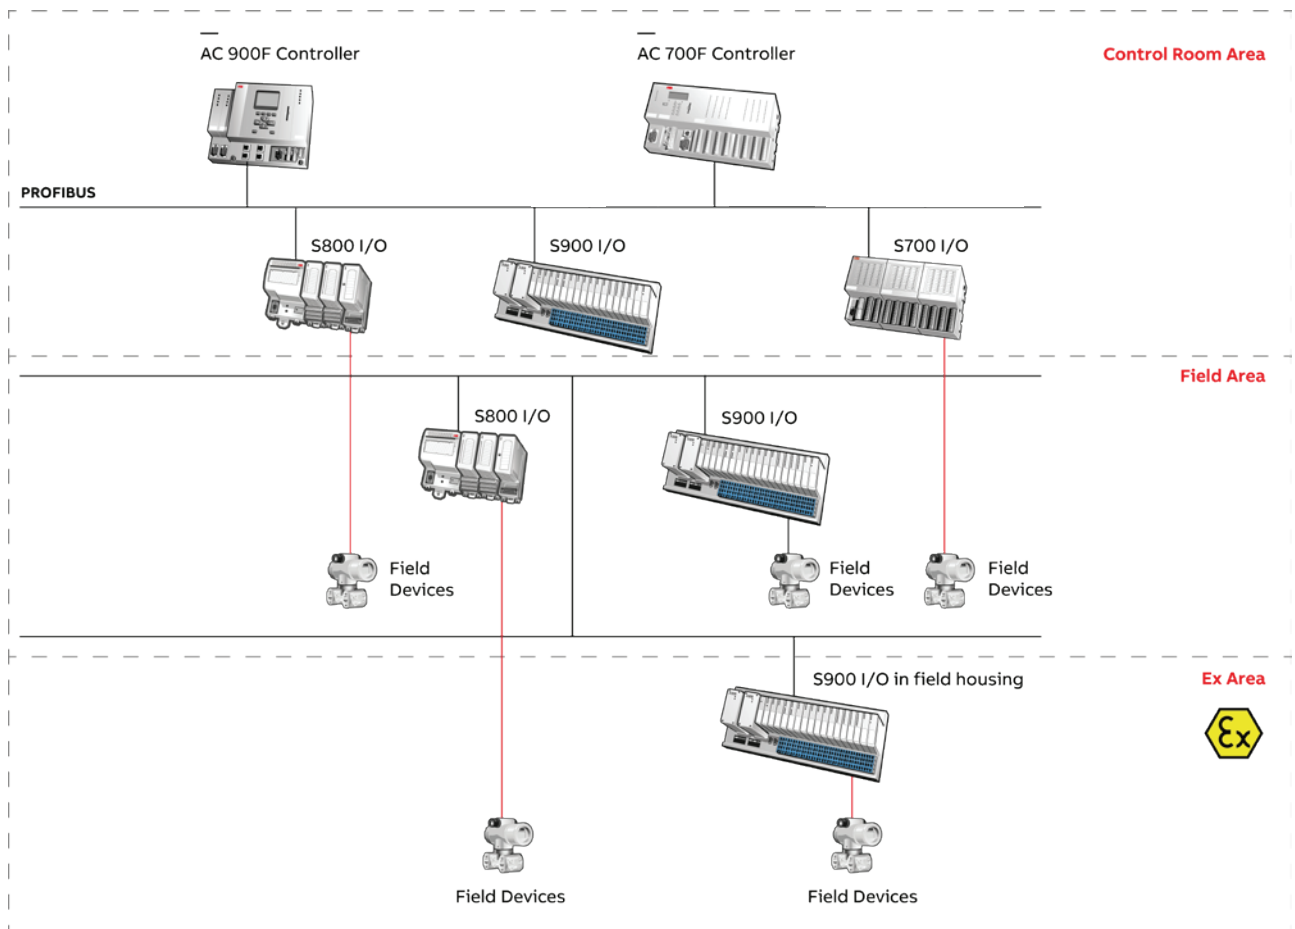 AC 900F Controller
AC 700F Controller
Control Room Area
PROFIBUS
S800 I/O
S900 I/O
S700 I/O
Field Area
S800 I/O
S900 I/O
Field
Devices
Field
Devices
Field
Devices
S900 I/O in field housing
Ex Area
Ex
Field Devices
Field Devices